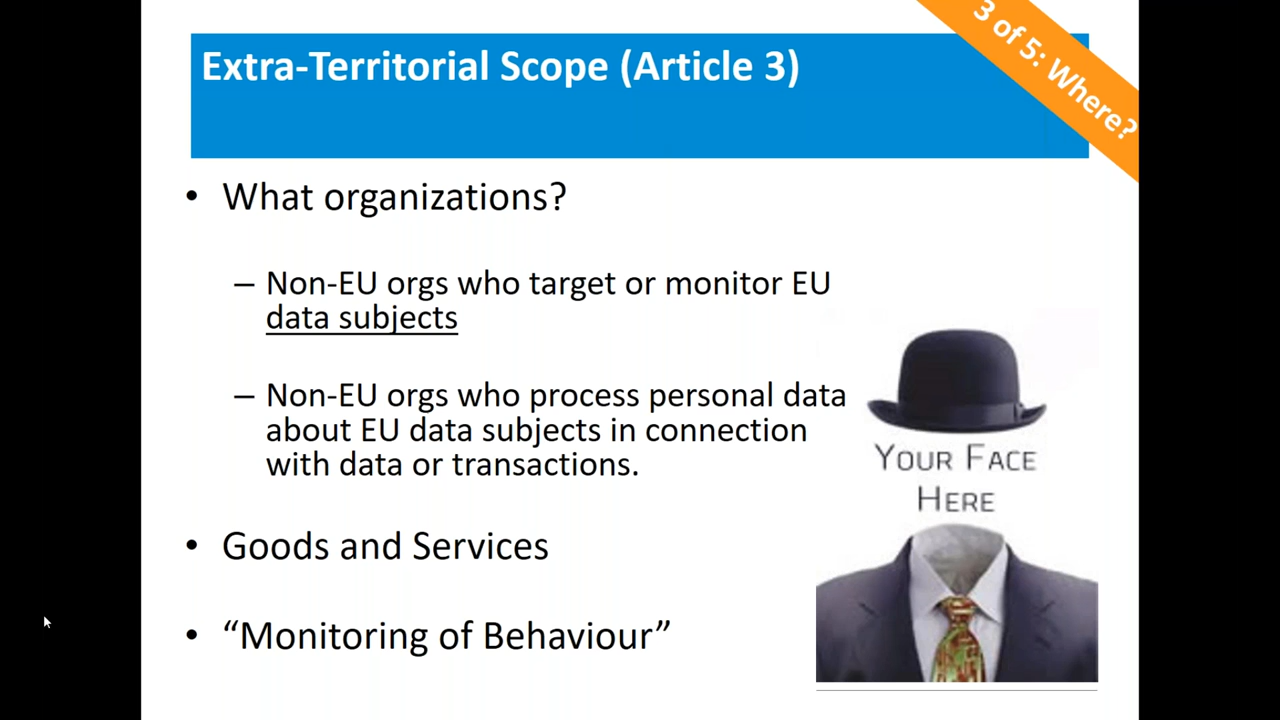 3 of 5: Where?
Extra-Territorial Scope (Article 3)
• What organizations?
– Non-EU orgs who target or monitor EU
data subjects
– Non-EU orgs who process personal data
about EU data subjects in connection
with data or transactions.
YOUR FACE
HERE
• Goods and Services
• “Monitoring of Behaviour”